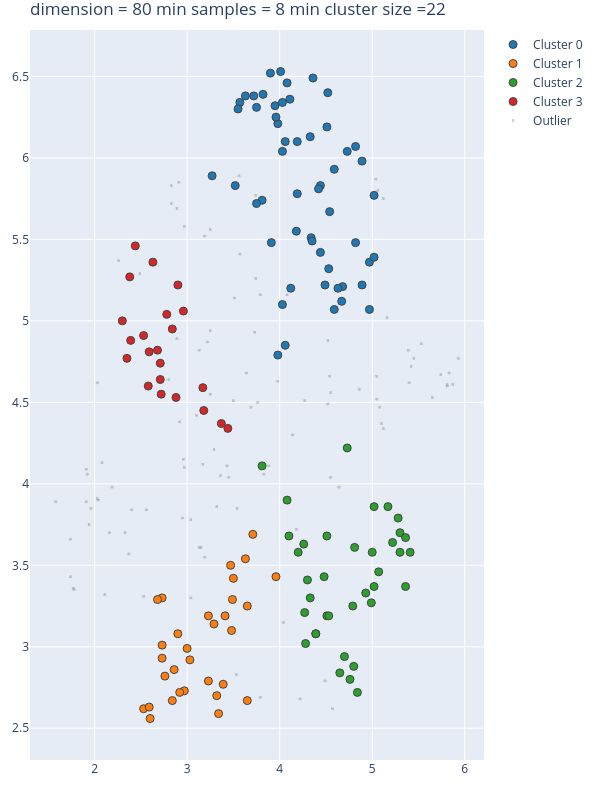 dimension = 80 min samples = 8 min cluster size =22
Cluster 0
Cluster 1
Cluster 2
Cluster 3
Outlier
6.5
6
5.5
5
4.5
4
3.5
3
2.5
2 3 4 5 6